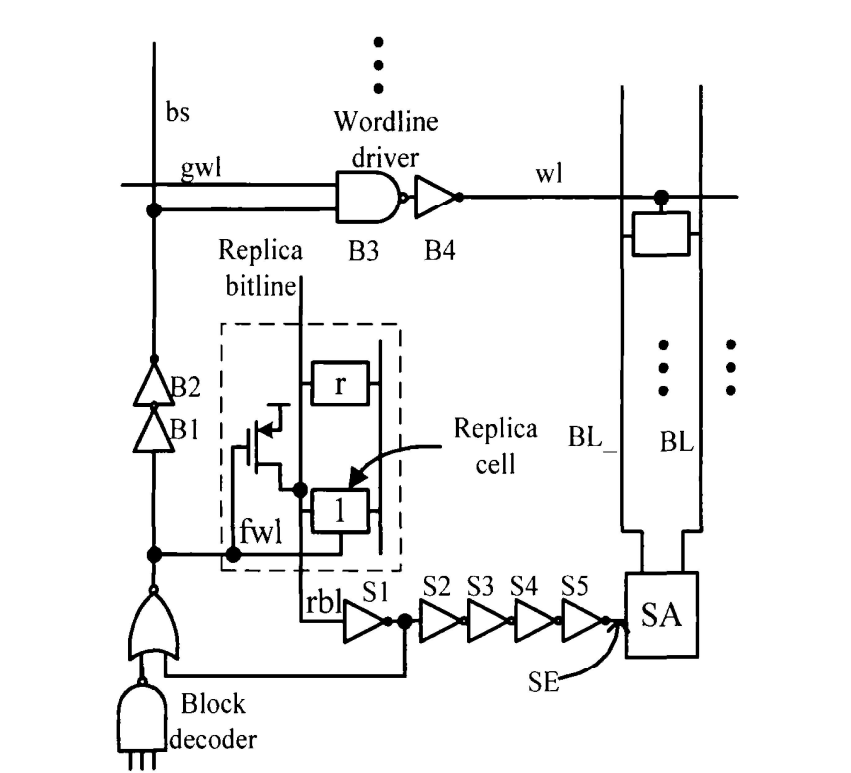 bs
Wordline
driver
gwl
wl
B3
B4
Replica
bitline
B2
B1
r
Replica
cell
BL_
BL
1
fwl
rbl
S1
S2
S3
S4
S5
SA
SE
Block
decoder